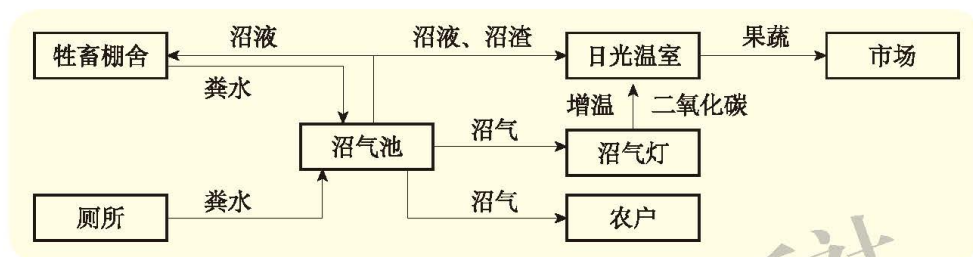 沼液
沼液、沼渣
果蔬
牲畜棚舍
日光温室
市场
粪水
增温
二氧化碳
沼气池
沼气
沼气灯
厕所
粪水
沼气
农户